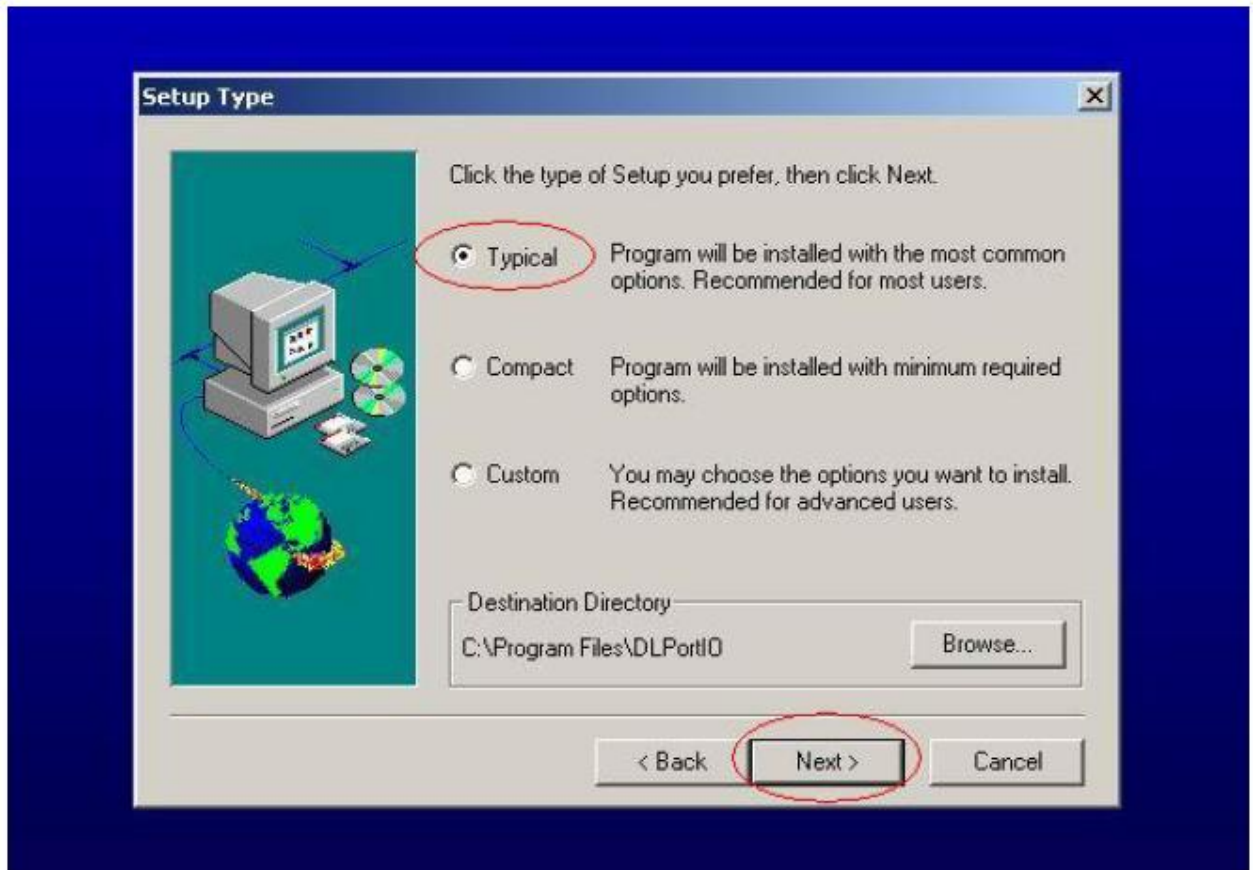 Setup Type
Click the type of Setup you prefer, then click Next.
Typical
Program will be installed with the most common
options. Recommended for most users.
Compact
Program will be installed with minimum required
options.
Custom
You may choose the options you want to install.
Recommended for advanced users.
Destination Directory
C:\Program Files\DLPortIO
Browse...
< Back
Next >
Cancel